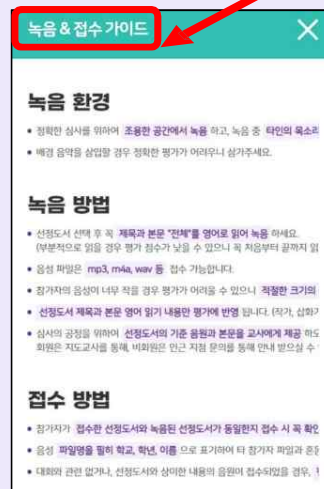 녹음 & 접수 가이드
녹음 환경
• 정확한 심사를 위하여 조용한 공간에서 녹음 하고, 녹음 중 타인의 목소리
• 배경 음악을 삽입할 경우 정확한 평가가 어려우니 삼가주세요.
녹음 방법
• 선정도서 선택 후 꼭 제목과 본문 "전체"를 영어로 읽어 녹음 하세요.
(부분적으로 읽을 경우 평가 점수가 낮을 수 있으니 꼭 처음부터 끝까지 읽
• 음성 파일은 mp3, m4a, wav 등 접수 가능합니다.
• 참가자의 음성이 너무 작을 경우 평가가 어려울 수 있으니 적절한 크기의
• 선정도서 제목과 본문 영어 읽기 내용만 평가에 반영 됩니다. (작가, 삽화가
• 심사의 공정을 위하여 선정도서의 기준 음원과 본문을 교사에게 제공 하오
회원은 지도교사를 통해, 비회원은 인근 지점 문의를 통해 안내 받으실 수
접수 방법
• 참가자가 접수한 선정도서와 녹음된 선정도서가 동일한지 접수 시 꼭 확인
• 음성 파일명을 필히 학교, 학년, 이름 으로 표기하여 타 참가자 파일과 혼동
• 대회와 관련 없거나, 선정도서와 상이한 내용의 음원이 접수되었을 경우,